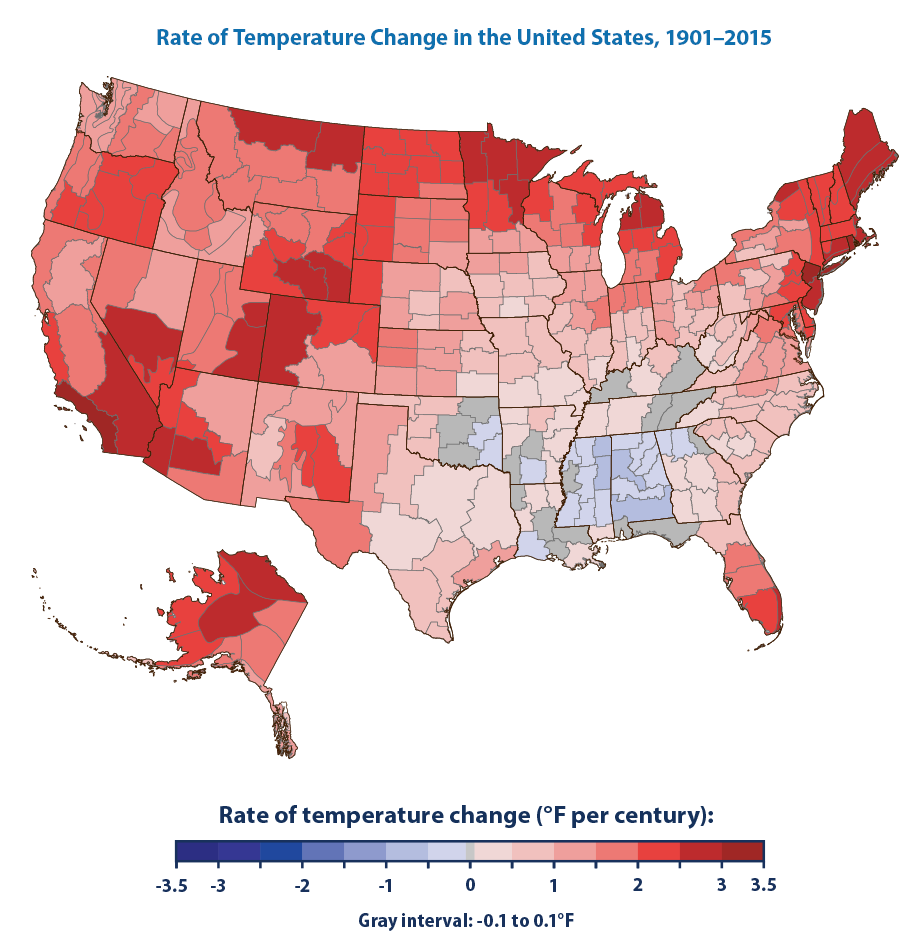 Rate of Temperature Change in the United States, 1901–2015
Rate of temperature change (°F per century):
-3.5 -3 -2 -1 0 1 2 3 3.5
Gray interval: -0.1 to 0.1°F